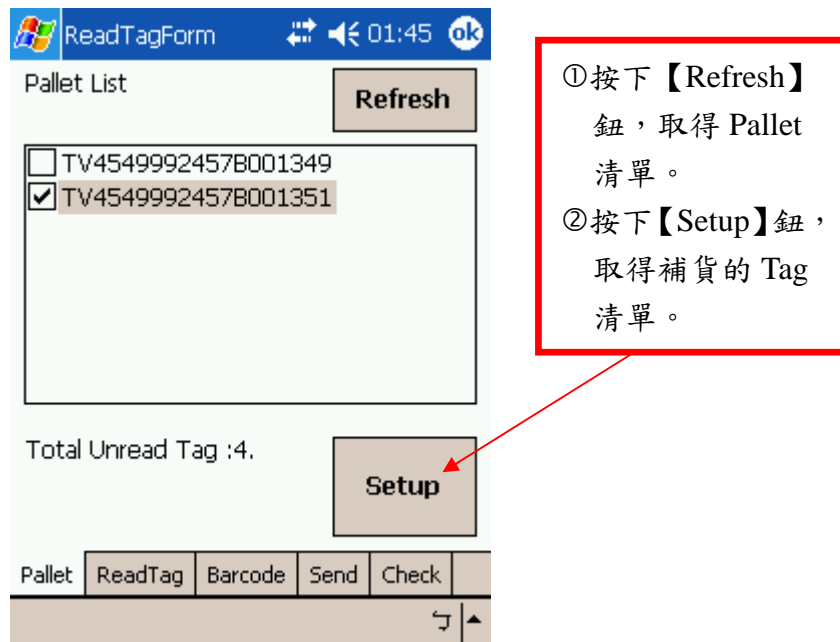 ReadTagForm 01:45 ok
Pallet List
Refresh
TV4549992457B001349
TV4549992457B001351
Total Unread Tag :4.
Setup
Pallet ReadTag Barcode Send Check
ㄅ
①按下【Refresh】
鈕，取得 Pallet
清單。
②按下【Setup】鈕，
取得補貨的 Tag
清單。